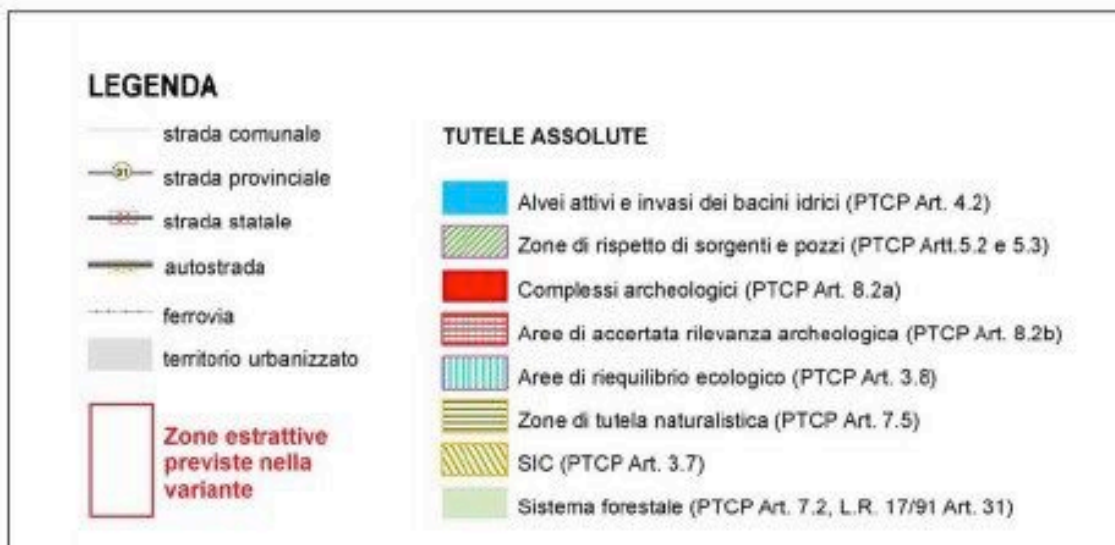 LEGENDA
strada comunale
strada provinciale
strada statale
autostrada
ferrovia
territorio urbanizzato
Zone estrattive
previste nella
variante
TUTELE ASSOLUTE
Alvei attivi e invasi dei bacini idrici (PTCP Art. 4.2)
Zone di rispetto di sorgenti e pozzi (PTCP Artt.5.2 e 5.3)
Complessi archeologici (PTCP Art. 8.2a)
Aree di accertata rilevanza archeologica (PTCP Art. 8.2b)
Aree di riequilibrio ecologico (PTCP Art. 3.8)
Zone di tutela naturalistica (PTCP Art. 7.5)
SIC (PTCP Art. 3.7)
Sistema forestale (PTCP Art. 7.2, L.R. 17/91 Art. 31)